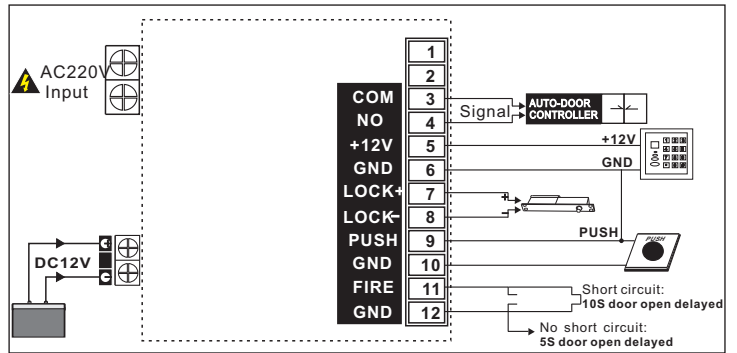 AC220V
Input
DC12V
+
-
COM
NO
+12V
GND
LOCK+
LOCK-
PUSH
GND
FIRE
GND
1
2
3
4
5
6
7
8
9
10
11
12
Signal
AUTO-DOOR
CONTROLLER
+12V
GND
+
-
PUSH
PUSH
Short circuit:
10S door open delayed
No short circuit:
5S door open delayed